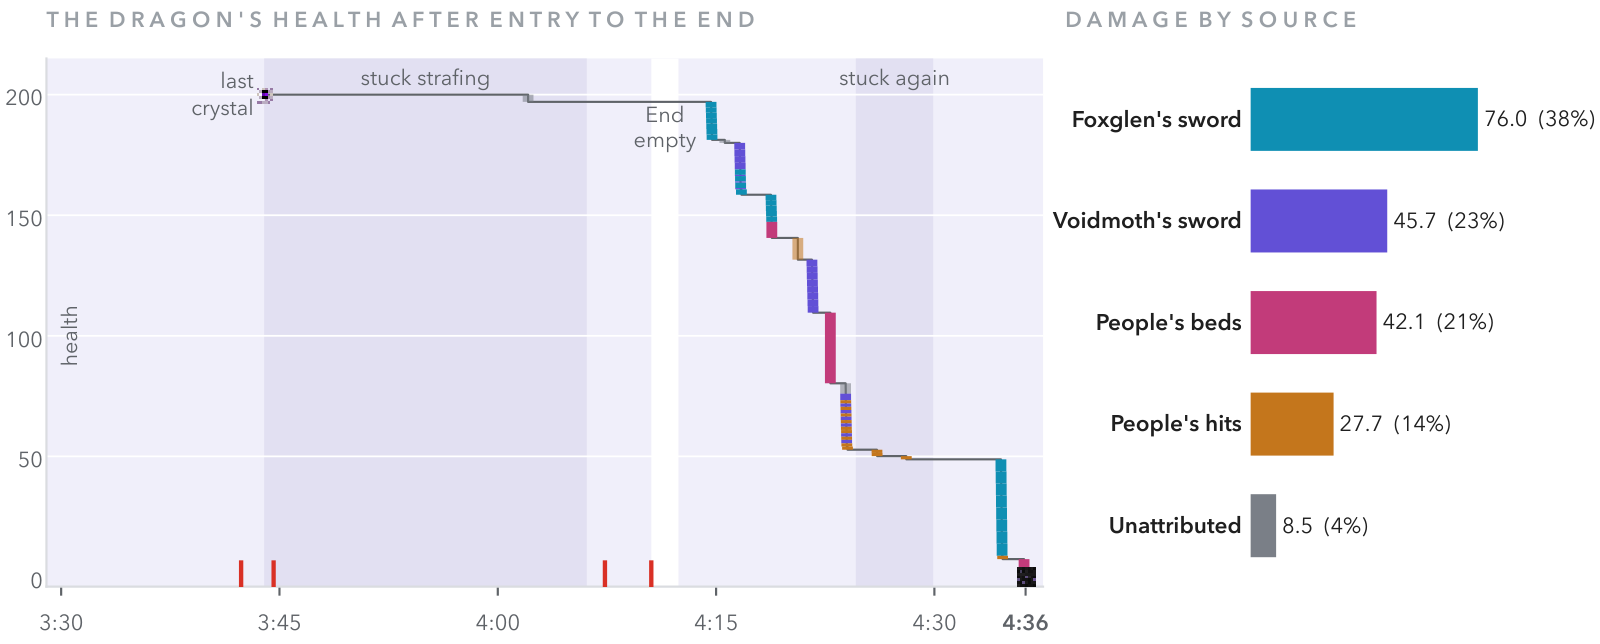 THE DRAGON'S HEALTH AFTER ENTRY TO THE END
last
crystal
stuck strafing
End
empty
stuck again
health
200
150
100
50
0
3:30
3:45
4:00
4:15
4:30
4:36
DAMAGE BY SOURCE
Foxglen's sword 76.0 (38%)
Voidmoth's sword 45.7 (23%)
People's beds 42.1 (21%)
People's hits 27.7 (14%)
Unattributed 8.5 (4%)